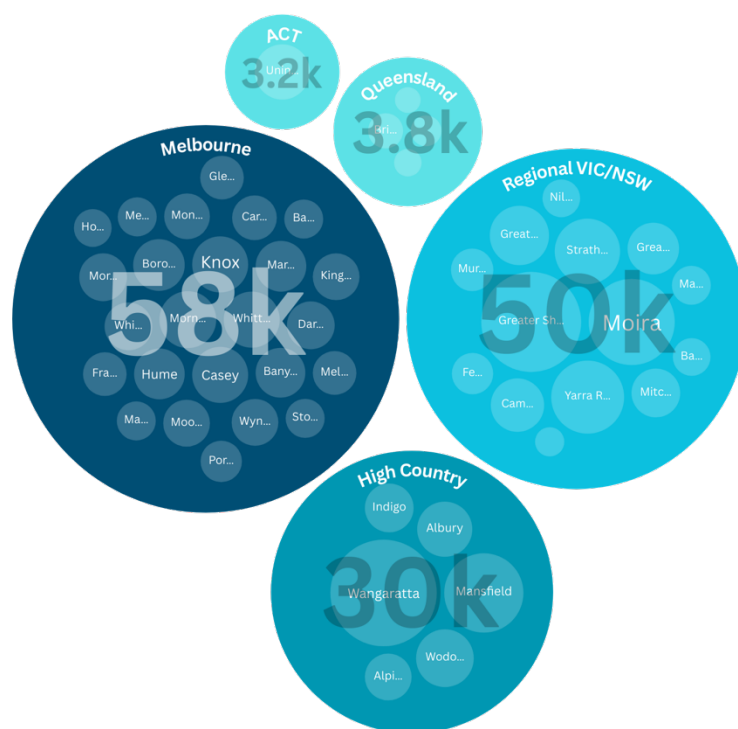 ACT
Unin...
3.2k
Queensland
Bri...
3.8k
Melbourne
Gle...
Ho...
Me...
Mon...
Car...
Ba...
Mor...
Boro...
Knox
Mar...
King...
58k
Whi...
Morn...
Whitt...
Dar...
Fra...
Hume
Casey
Bany...
Mel...
Ma...
Moo...
Wyn...
Sto...
Por...
Regional VIC/NSW
Nil...
Great...
Strath...
Grea...
Mur...
Ma...
50k
Greater Sh...
Moira
Ba...
Fe...
Cam...
Yarra R...
Mitc...
High Country
Indigo
Albury
30k
Wangaratta
Mansfield
Wodo...
Alpi...